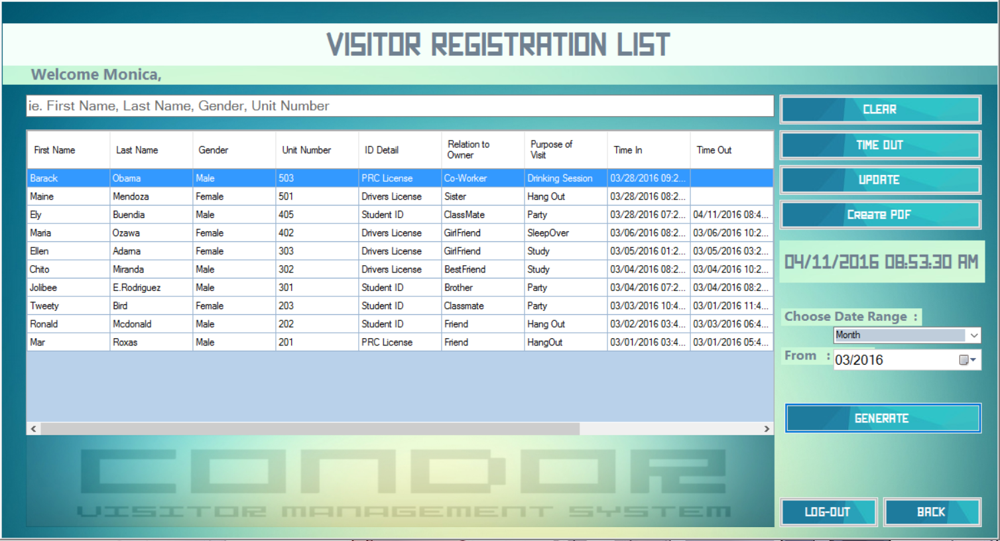 VISITOR REGISTRATION LIST
Welcome Monica,
ie. First Name, Last Name, Gender, Unit Number
CLEAR
TIME OUT
UPDATE
Create PDF
First Name Last Name Gender Unit Number ID Detail Relation to Owner Purpose of Visit Time In Time Out
Barack Obama Male 503 PRC License Co-Worker Drinking Session 03/28/2016 09:2...
Maine Mendoza Female 501 Drivers License Sister Hang Out 03/28/2016 08:2...
Ely Buendia Male 405 Student ID ClassMate Party 03/28/2016 07:2... 04/11/2016 08:4...
Maria Ozawa Female 402 Drivers License GirlFriend SleepOver 03/06/2016 08:2... 03/06/2016 10:2...
Ellen Adarna Female 303 Drivers License GirlFriend Study 03/05/2016 01:2... 03/05/2016 03:2...
Chito Miranda Male 302 Drivers License BestFriend Study 03/04/2016 08:2... 03/04/2016 10:2...
Jolibee E.Rodriguez Male 301 Student ID Brother Party 03/04/2016 07:2... 03/04/2016 08:2...
Tweety Bird Female 203 Student ID Classmate Party 03/03/2016 10:4... 03/01/2016 11:4...
Ronald Mcdonald Male 202 Student ID Friend Hang Out 03/02/2016 03:4... 03/03/2016 06:4...
Mar Roxas Male 201 PRC License Friend HangOut 03/01/2016 03:4... 03/01/2016 05:4...
04/11/2016 08:53:30 AM
Choose Date Range :
Month
From :
03/2016
GENERATE
CONDOR
VISITOR MANAGEMENT SYSTEM
LOG-OUT
BACK